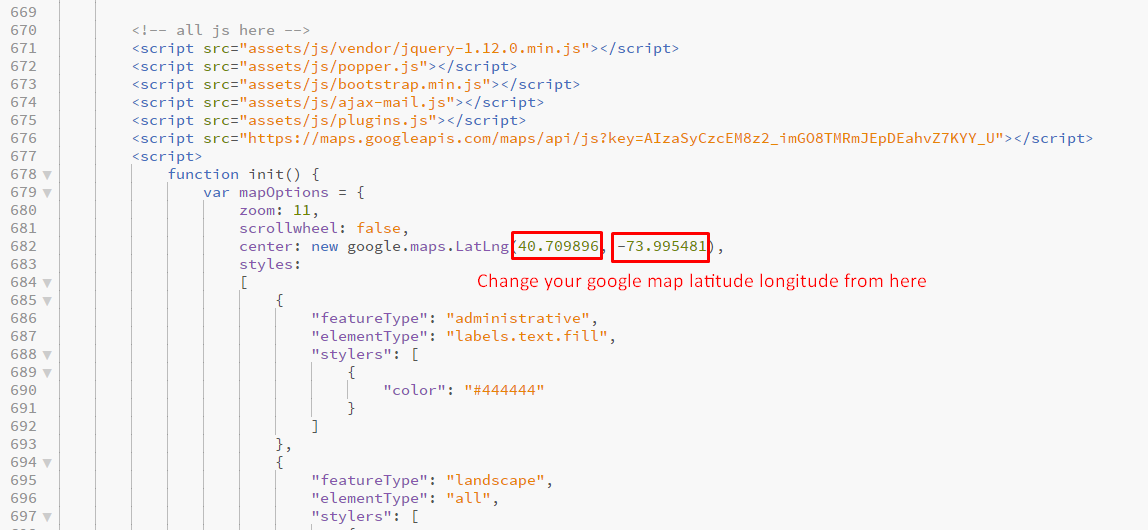 669
670 <!-- all js here -->
671 <script src="assets/js/vendor/jquery-1.12.0.min.js"></script>
672 <script src="assets/js/popper.js"></script>
673 <script src="assets/js/bootstrap.min.js"></script>
674 <script src="assets/js/ajax-mail.js"></script>
675 <script src="assets/js/plugins.js"></script>
676 <script src="https://maps.googleapis.com/maps/api/js?key=AIzaSyCzcEM8z2_imGO8TMRmJEpDEahvZ7KYY_U"></script>
677 <script>
678 function init() {
679 var mapOptions = {
680 zoom: 11,
681 scrollwheel: false,
682 center: new google.maps.LatLng(40.709896, -73.995481),
683 styles:
Change your google map latitude longitude from here
684 [
685 {
686 "featureType": "administrative",
687 "elementType": "labels.text.fill",
688 "stylers": [
689 {
690 "color": "#444444"
691 }
692 ]
693 },
694 {
695 "featureType": "landscape",
696 "elementType": "all",
697 "stylers": [